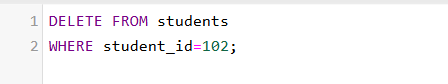 1 DELETE FROM students
2 WHERE student_id=102;